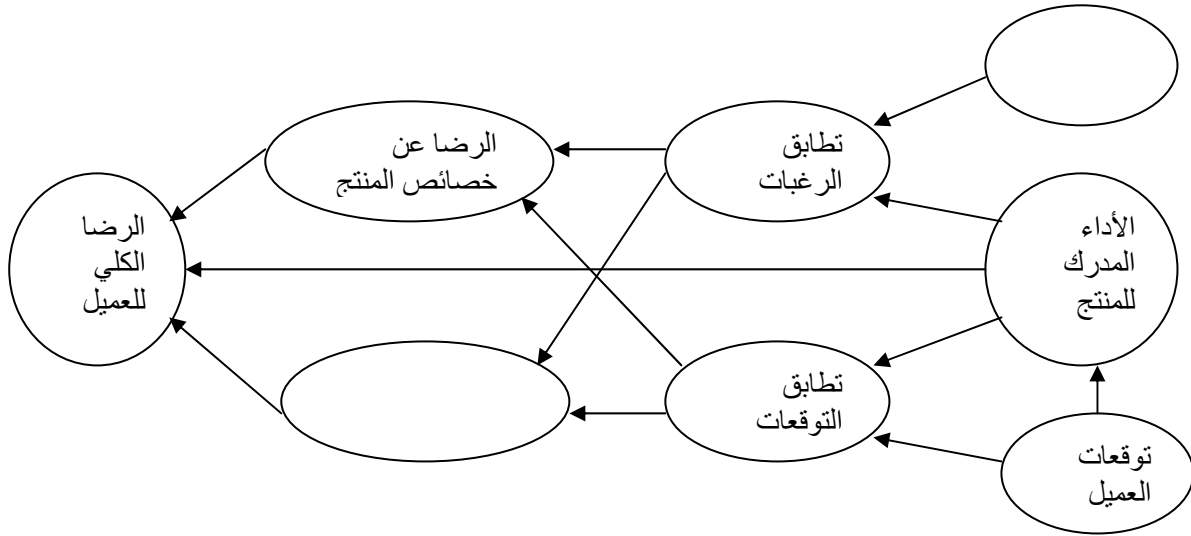 الرضا عن
خصائص المنتج
تطابق
الرغبات
الأداء
المدرك
للمنتج
الرضا
الكلي
للعميل
تطابق
التوقعات
توقعات
العميل